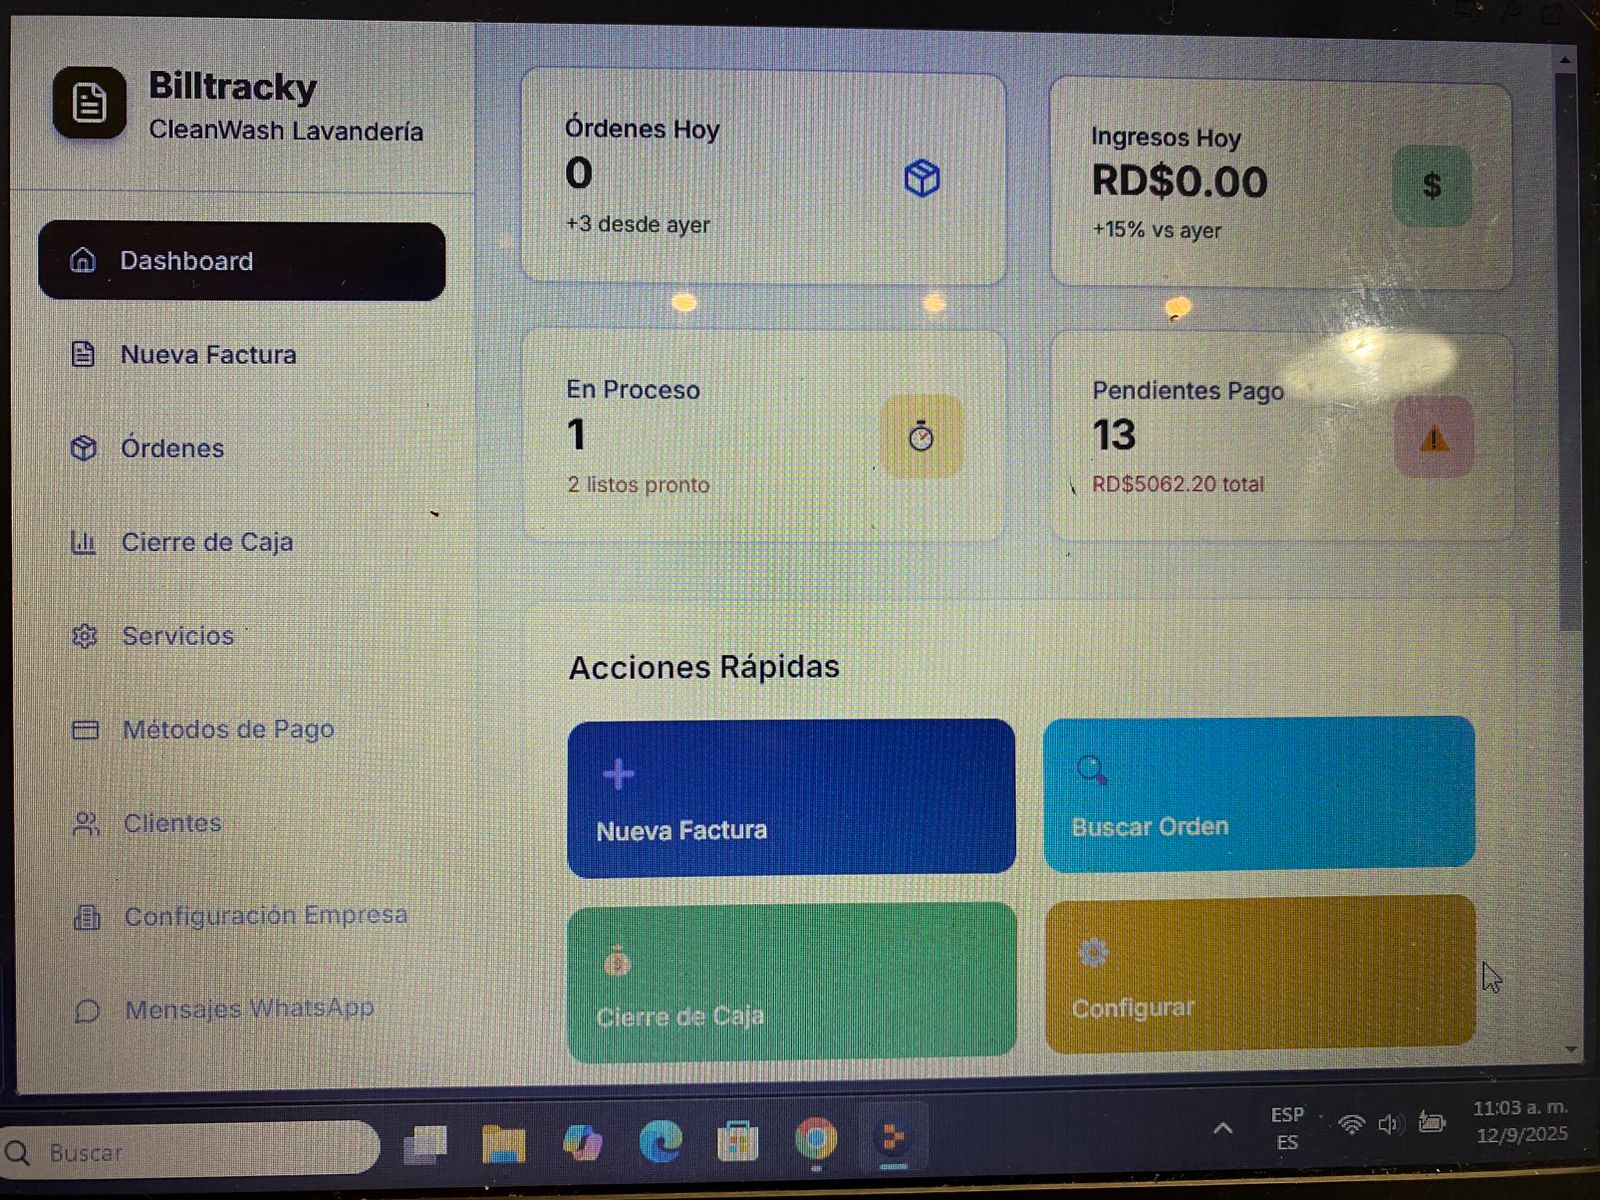 Billtracky
CleanWash Lavandería
Dashboard
Nueva Factura
Órdenes
Cierre de Caja
Servicios
Métodos de Pago
Clientes
Configuración Empresa
Mensajes WhatsApp
Órdenes Hoy
0
+3 desde ayer
Ingresos Hoy
RD$0.00
+15% vs ayer
$
En Proceso
1
2 listos pronto
Pendientes Pago
13
RD$5062.20 total
Acciones Rápidas
Nueva Factura
Buscar Orden
Cierre de Caja
Configurar
Buscar
ESP
ES
11:03 a. m.
12/9/2025